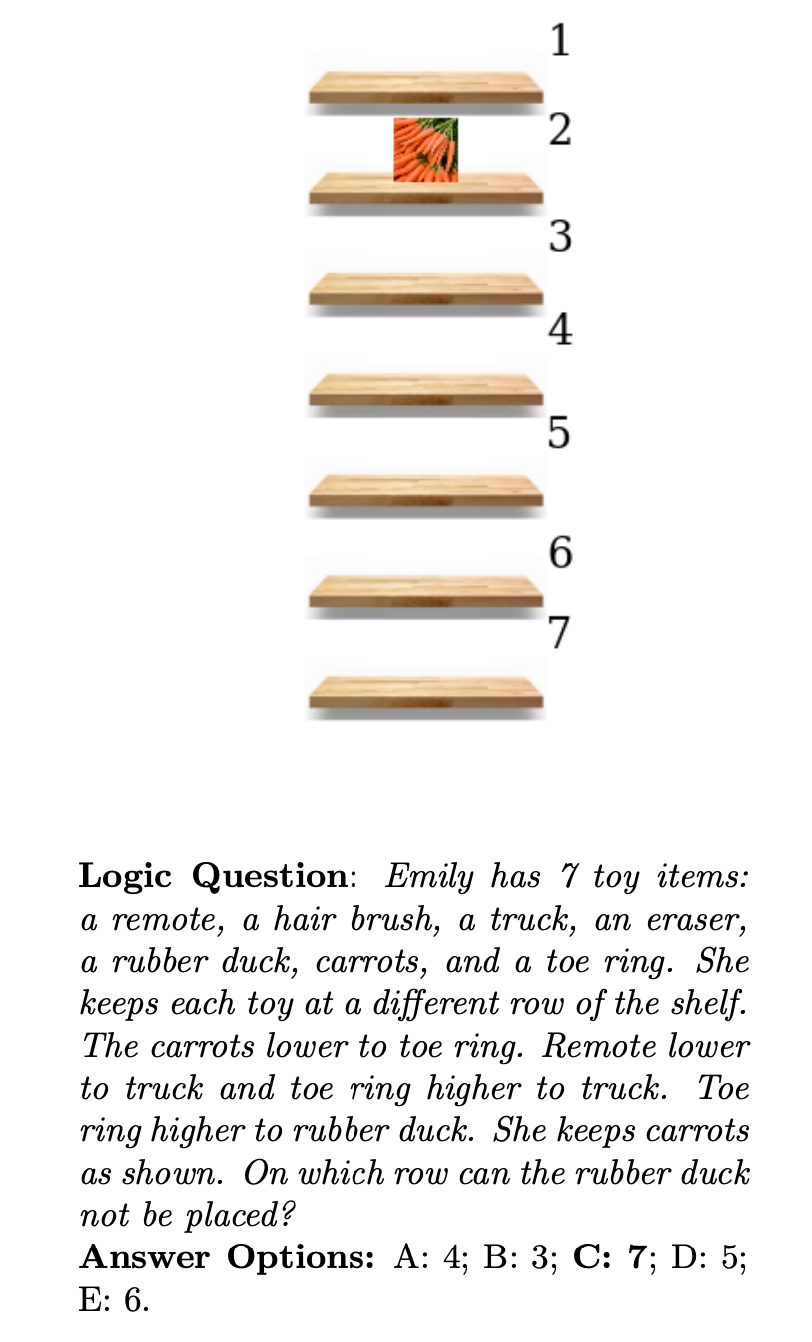 1
2
3
4
5
6
7
Logic Question: Emily has 7 toy items:
a remote, a hair brush, a truck, an eraser,
a rubber duck, carrots, and a toe ring. She
keeps each toy at a different row of the shelf.
The carrots lower to toe ring. Remote lower
to truck and toe ring higher to truck. Toe
ring higher to rubber duck. She keeps carrots
as shown. On which row can the rubber duck
not be placed?
Answer Options: A: 4; B: 3; C: 7; D: 5;
E: 6.